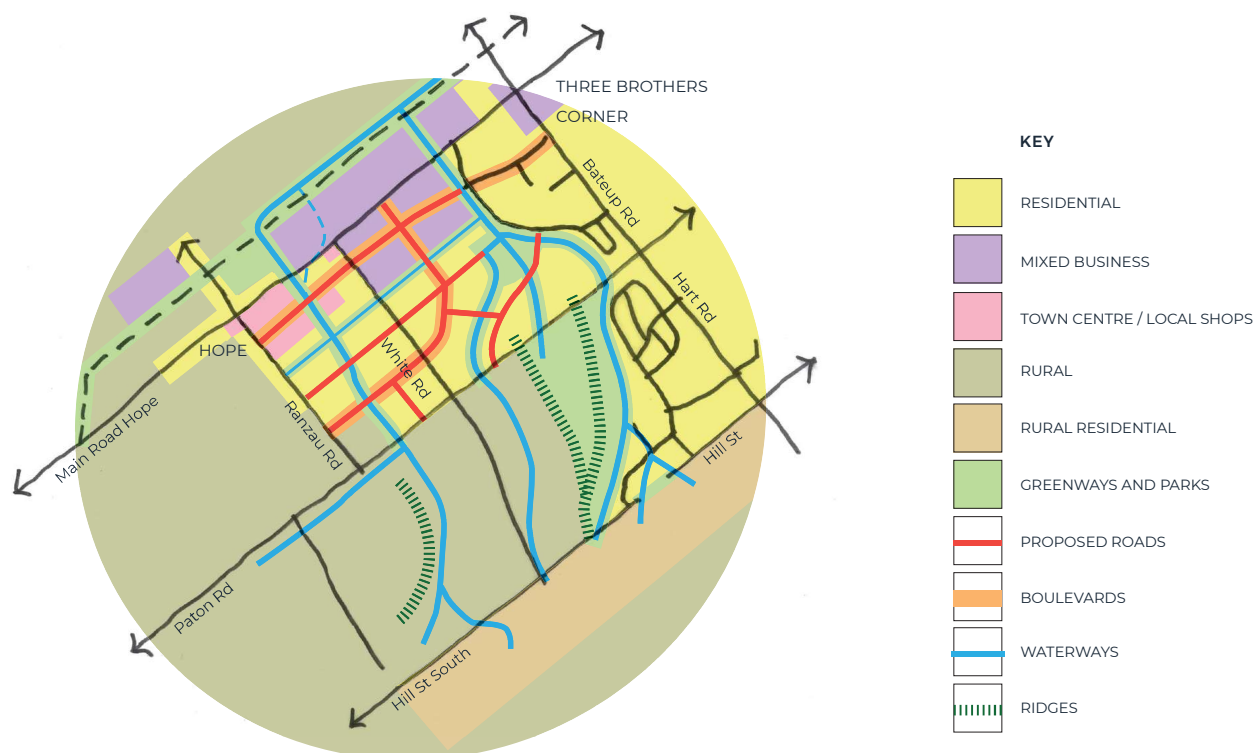 THREE BROTHERS
CORNER
Bateup Rd
Hart Rd
HOPE
White Rd
Ranzau Rd
Main Road Hope
Hill St
Paton Rd
Hill St South
KEY
RESIDENTIAL
MIXED BUSINESS
TOWN CENTRE / LOCAL SHOPS
RURAL
RURAL RESIDENTIAL
GREENWAYS AND PARKS
PROPOSED ROADS
BOULEVARDS
WATERWAYS
RIDGES